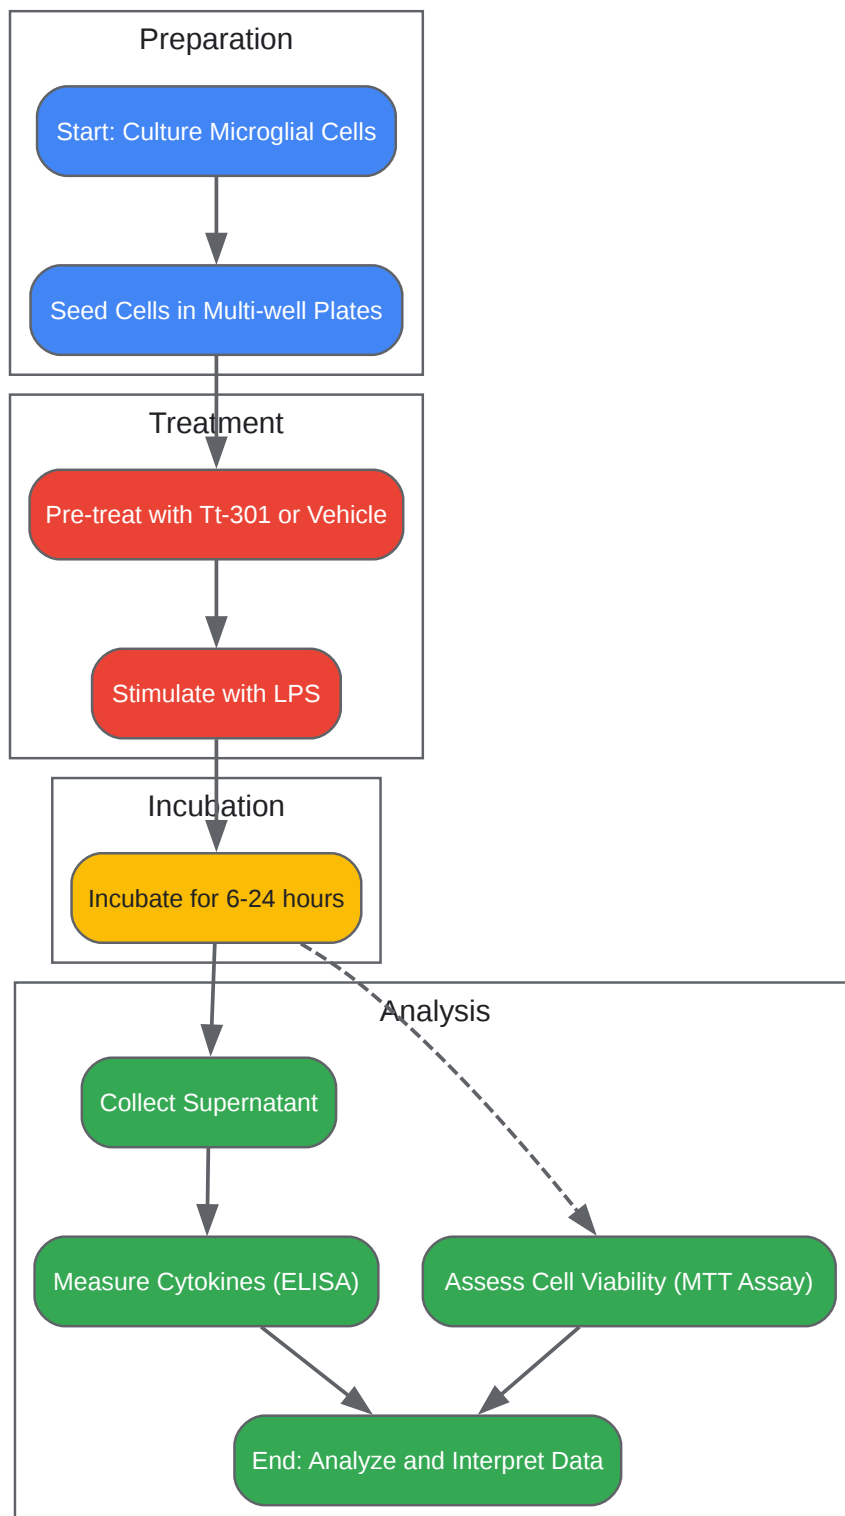 Preparation
Start: Culture Microglial Cells
Seed Cells in Multi-well Plates
Treatment
Pre-treat with Tt-301 or Vehicle
Stimulate with LPS
Incubation
Incubate for 6-24 hours
Analysis
Collect Supernatant
Measure Cytokines (ELISA)
Assess Cell Viability (MTT Assay)
End: Analyze and Interpret Data